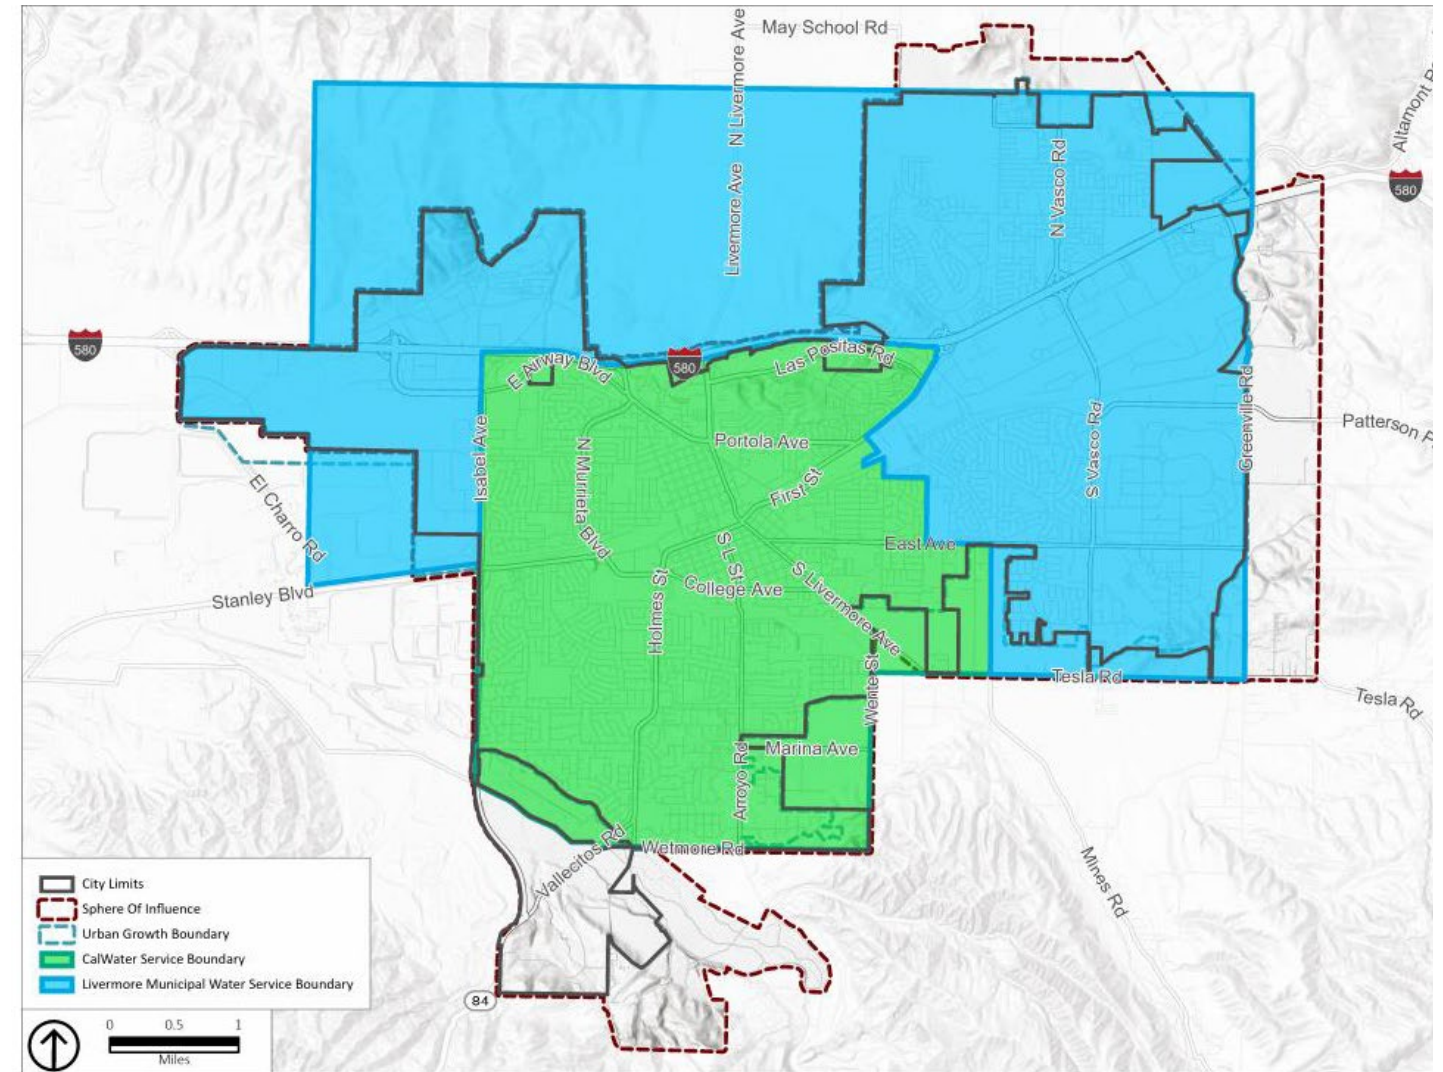 May School Rd
N Livermore Ave
Livermore Ave
N Vasco Rd
580
580
580
E Airway Blvd
Las Positas Rd
Isabel Ave
N Murrieta Blvd
Portola Ave
First St
S Vasco Rd
Greenville Rd
El Charro Rd
East Ave
Stanley Blvd
Holmes St
S L St
College Ave
S Livermore Ave
Wente St
Tesla Rd
Tesla Rd
Marina Ave
Arroyo Rd
Vallecitos Rd
Wetmore Rd
Mines Rd
84
City Limits
Sphere Of Influence
Urban Growth Boundary
CalWater Service Boundary
Livermore Municipal Water Service Boundary
0 0.5 1
Miles
Altamont
Patterson